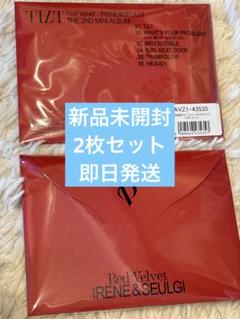 TILT
Red Velvet - IRENE & SEULGI
THE 2ND MINI ALBUM
01. TILT
02. WHAT'S YOUR PROBLEM?
03. IRRESISTIBLE
04. GIRL NEXT DOOR
05. TRAMPOLINE
06. HEAVEN
AVZ1-43535
新品未開封
2枚セット
即日発送
Red Velvet
IRENE&SEULGI